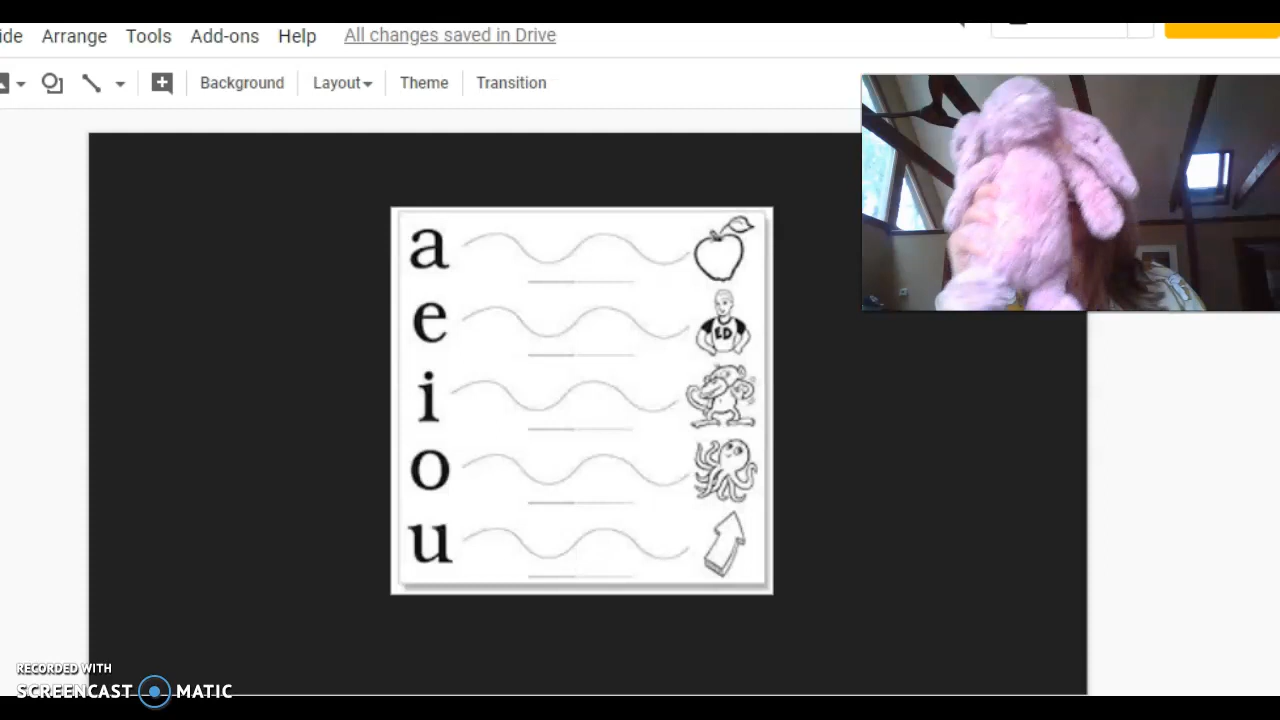 ide Arrange Tools Add-ons Help All changes saved in Drive
Background Layout Theme Transition
a
e
ED
i
o
u
RECORDED WITH
SCREENCAST MATIC